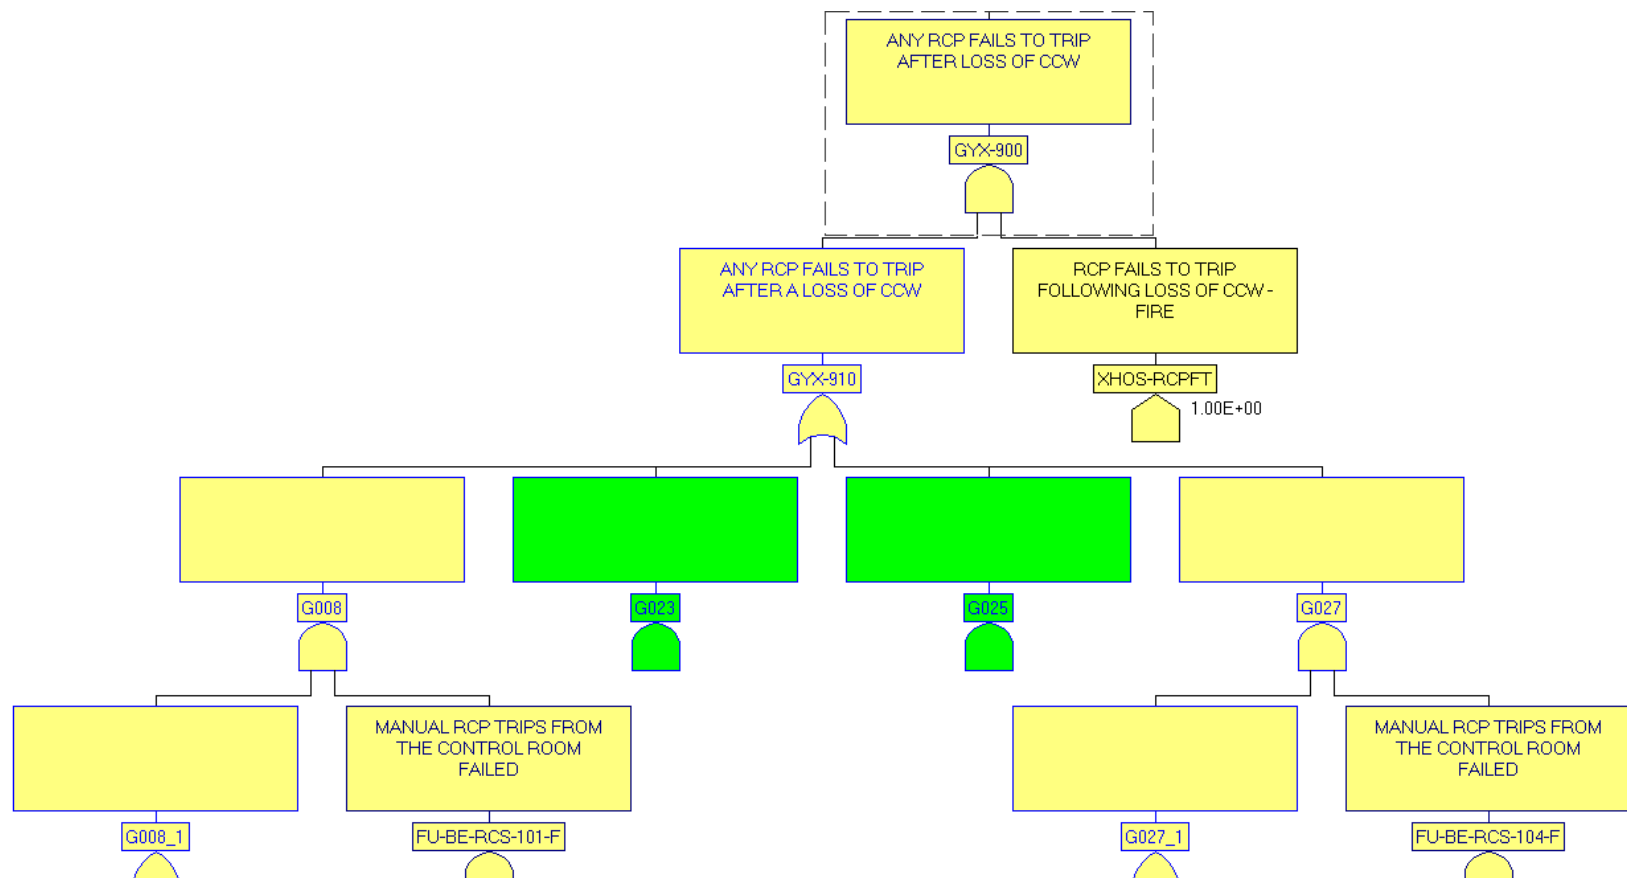 ANY RCP FAILS TO TRIP
AFTER LOSS OF CCW
GYX-900
ANY RCP FAILS TO TRIP
AFTER A LOSS OF CCW
GYX-910
RCP FAILS TO TRIP
FOLLOWING LOSS OF CCW -
FIRE
XHOS-RCPFT
1.00E+00
G008
G023
G025
G027
G008_1
MANUAL RCP TRIPS FROM
THE CONTROL ROOM
FAILED
FU-BE-RCS-101-F
G027_1
MANUAL RCP TRIPS FROM
THE CONTROL ROOM
FAILED
FU-BE-RCS-104-F